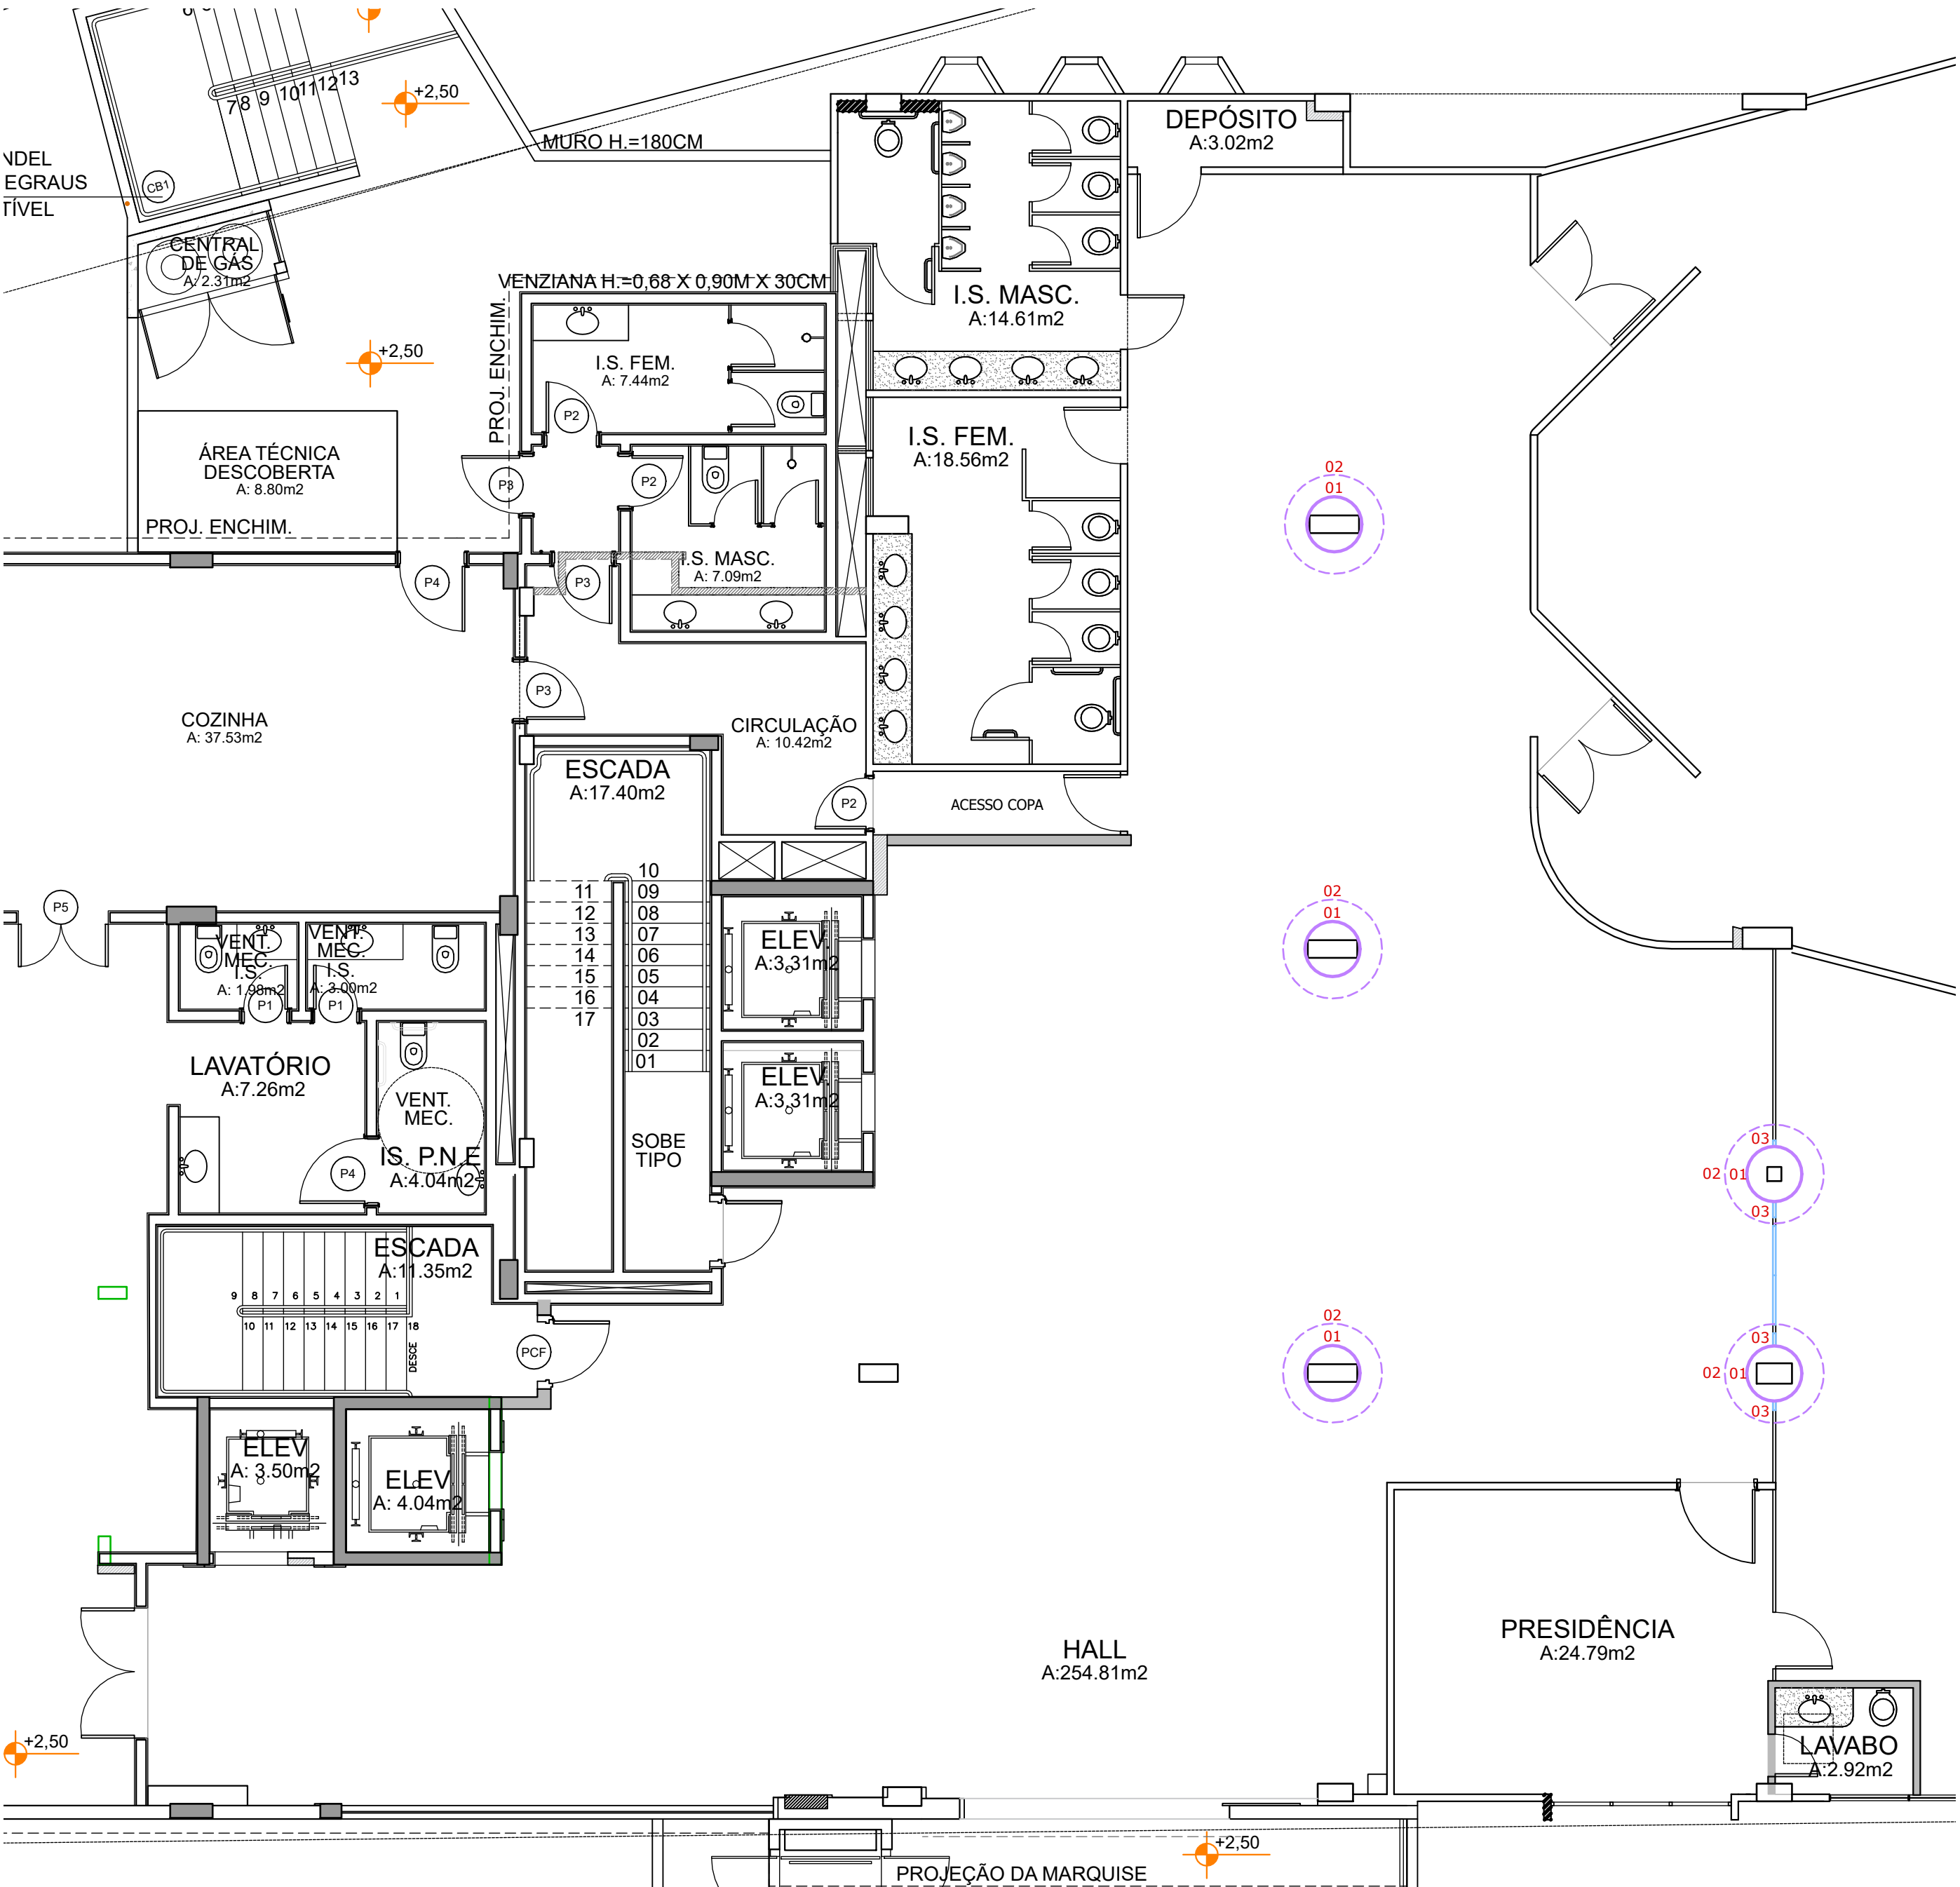 7 8 9 10 11 12 13
+2,50
MURO H.=180CM
DEPÓSITO
A:3.02m2
NDEL
EGRAUS
TÍVEL
CB1
CENTRAL
DE GÁS
A: 2.31m2
VENZIANA H.=0,68 X 0,90M X 30CM
I.S. MASC.
A:14.61m2
PROJ. ENCHIM.
+2,50
I.S. FEM.
A: 7.44m2
P2
I.S. FEM.
A:18.56m2
ÁREA TÉCNICA
DESCOBERTA
A: 8.80m2
PROJ. ENCHIM.
P3
P2
02
01
P4
P3
I.S. MASC.
A: 7.09m2
P3
COZINHA
A: 37.53m2
CIRCULAÇÃO
A: 10.42m2
ESCADA
A:17.40m2
P2
ACESSO COPA
10
11
09
12
08
13
07
14
06
15
05
16
04
17
03
02
01
P5
02
01
VENT.
MEC.
I.S.
A: 1.98m2
VENT.
MEC.
I.S.
A: 3.00m2
P1
P1
ELEV
A:3.31m2
LAVATÓRIO
A:7.26m2
VENT.
MEC.
ELEV
A:3.31m2
SOBE
TIPO
IS. P.N.E
A:4.04m2
P4
03
02 01
03
ESCADA
A:11.35m2
9 8 7 6 5 4 3 2 1
10 11 12 13 14 15 16 17 18
DESCE
PCF
02
01
03
02 01
03
ELEV
A: 3.50m2
ELEV
A: 4.04m2
HALL
A:254.81m2
PRESIDÊNCIA
A:24.79m2
+2,50
LAVABO
A:2.92m2
+2,50
PROJEÇÃO DA MARQUISE